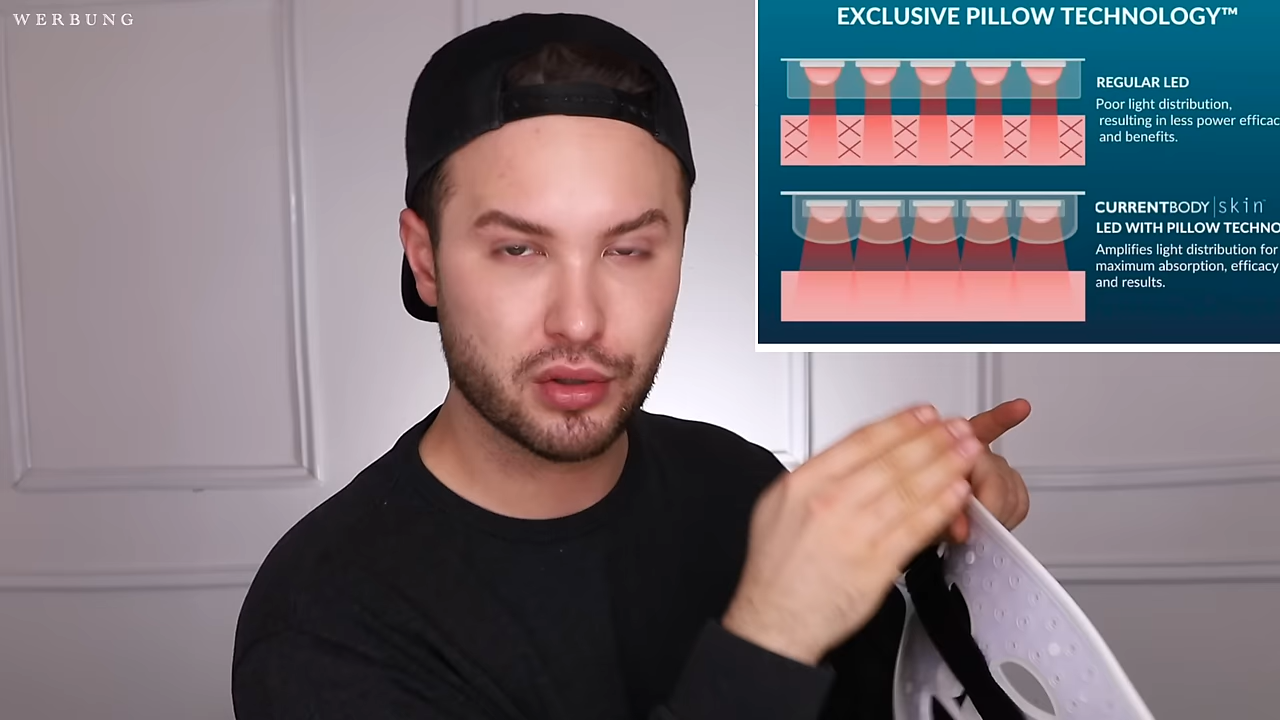 WERBUNG
EXCLUSIVE PILLOW TECHNOLOGY™
REGULAR LED
Poor light distribution,
resulting in less power efficac
and benefits.
CURRENTBODY|skin™
LED WITH PILLOW TECHNO
Amplifies light distribution for
maximum absorption, efficacy
and results.